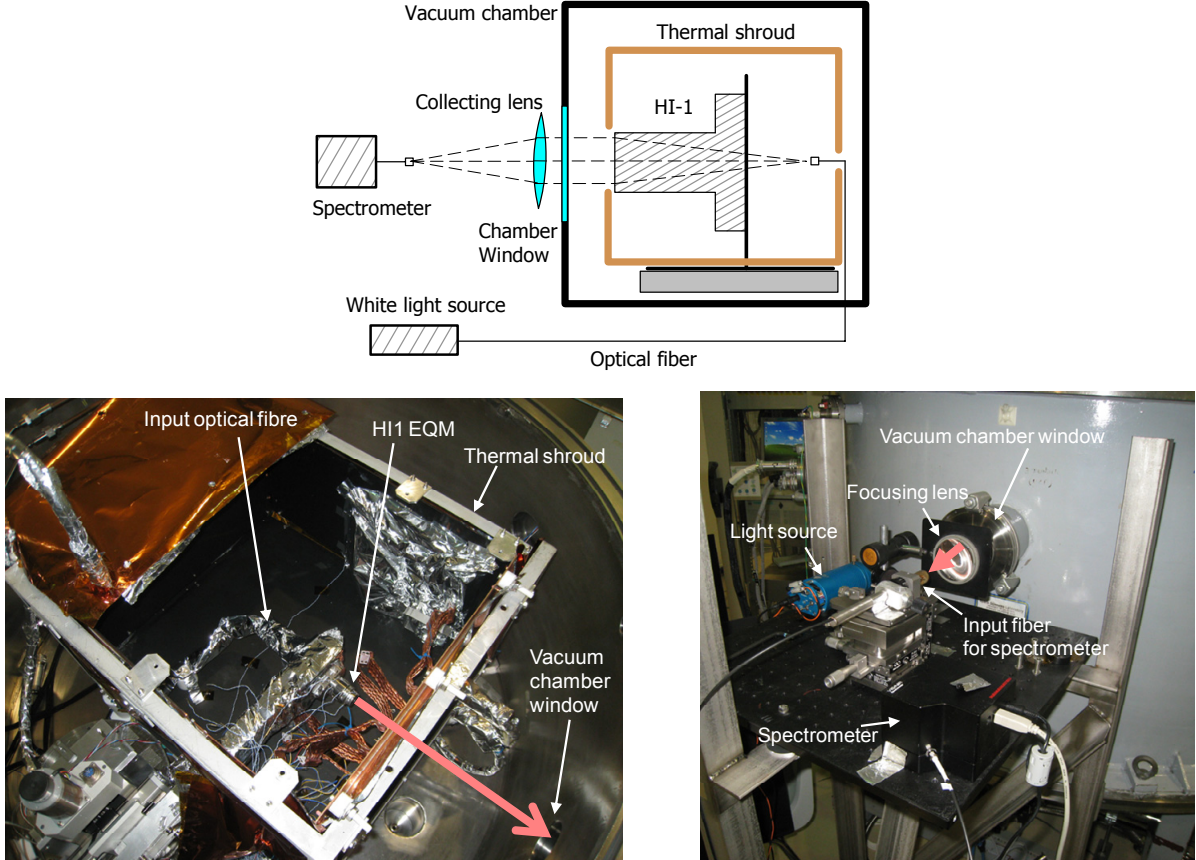 Vacuum chamber
Thermal shroud
Collecting lens
HI-1
Spectrometer
Chamber
Window
White light source
Optical fiber
Input optical fibre
HI1 EQM
Thermal shroud
Vacuum
chamber
window
Vacuum chamber window
Focusing lens
Light source
Input fiber
for spectrometer
Spectrometer